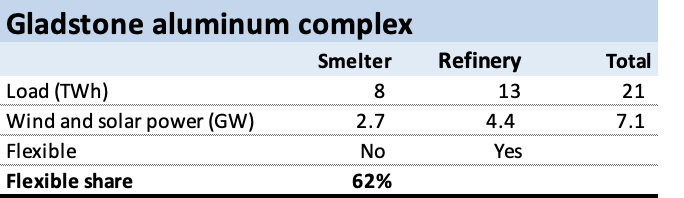 Gladstone aluminum complex
Smelter Refinery Total
Load (TWh) 8 13 21
Wind and solar power (GW) 2.7 4.4 7.1
Flexible No Yes
Flexible share 62%